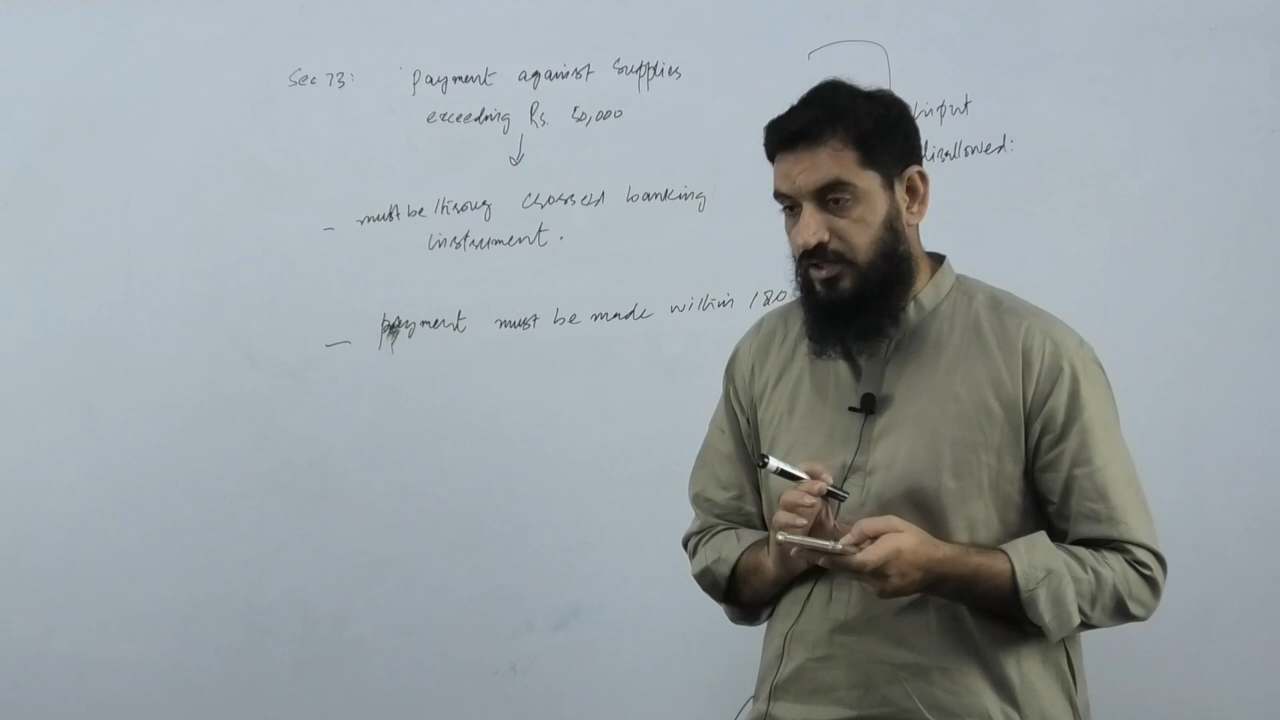 Sec 73: payment against supplies
exceeding Rs. 50,000
- must be throug crossed banking
instrument.
- payment must be made within 180
input
disallowed: